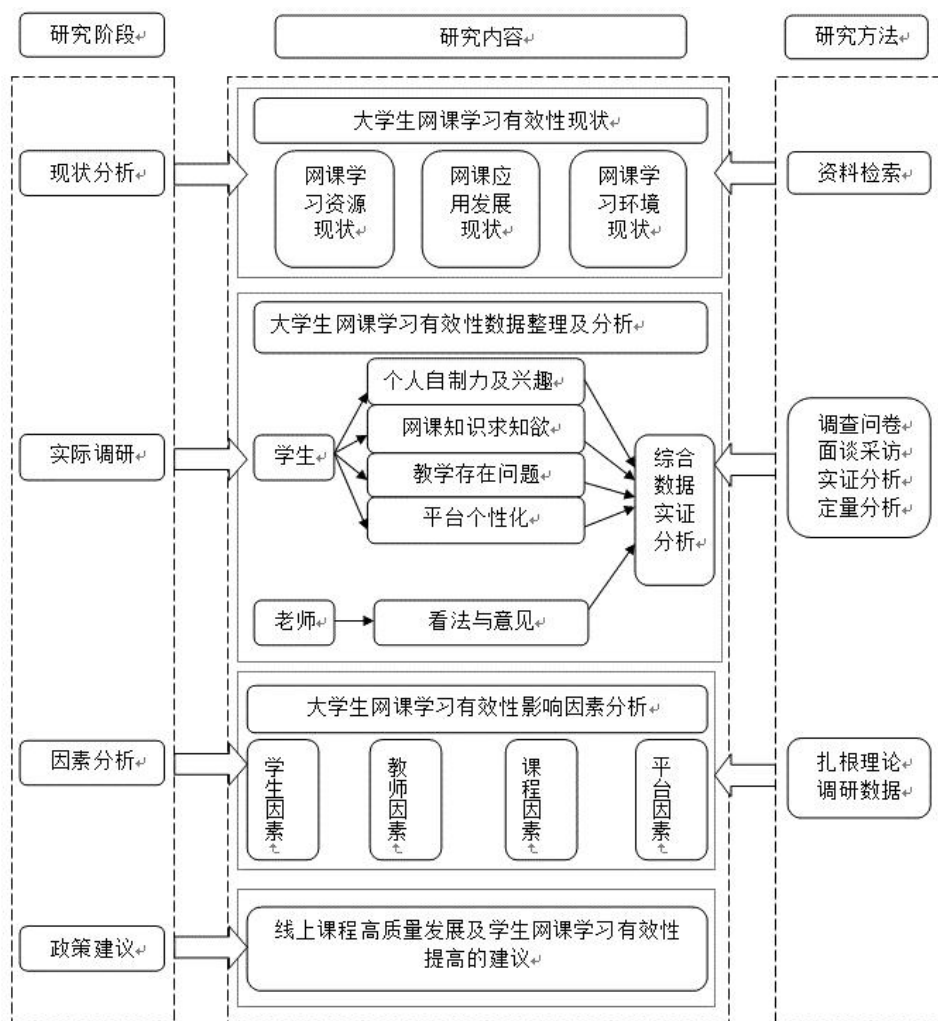 研究阶段
研究内容
研究方法
大学生网课学习有效性现状
现状分析
网课学
习资源
现状
网课应
用发展
现状
网课学
习环境
现状
资料检索
大学生网课学习有效性数据整理及分析
实际调研
学生
个人自制力及兴趣
网课知识求知欲
教学存在问题
平台个性化
综合
数据
实证
分析
调查问卷
面谈采访
实证分析
定量分析
老师
看法与意见
大学生网课学习有效性影响因素分析
因素分析
学生因素
教师因素
课程因素
平台因素
扎根理论
调研数据
政策建议
线上课程高质量发展及学生网课学习有效性
提高的建议